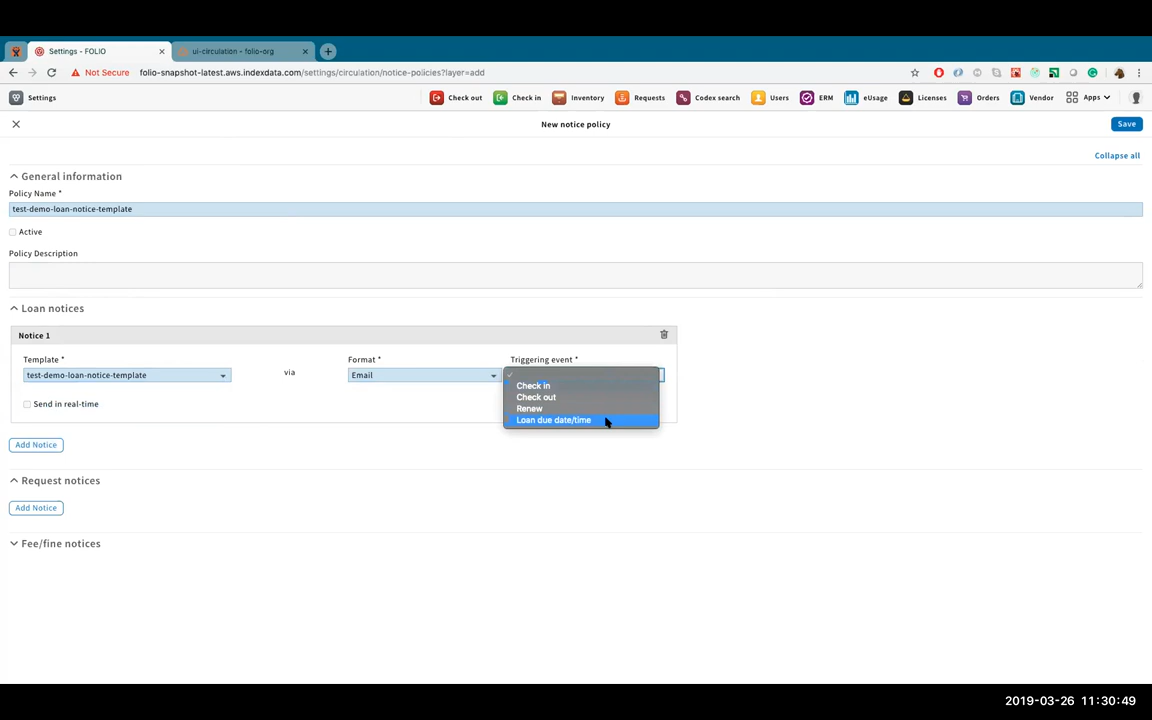 Settings - FOLIO
ui-circulation - folio-org
Not Secure
folio-snapshot-latest.aws.indexdata.com/settings/circulation/notice-policies?layer=add
Settings
Check out
Check in
Inventory
Requests
Codex search
Users
ERM
eUsage
Licenses
Orders
Vendor
Apps
New notice policy
Save
Collapse all
General information
Policy Name *
test-demo-loan-notice-template
Active
Policy Description
Loan notices
Notice 1
Template *
Format *
Triggering event *
test-demo-loan-notice-template
via
Email
Check in
Check out
Renew
Loan due date/time
Send in real-time
Add Notice
Request notices
Add Notice
Fee/fine notices
2019-03-26 11:30:49